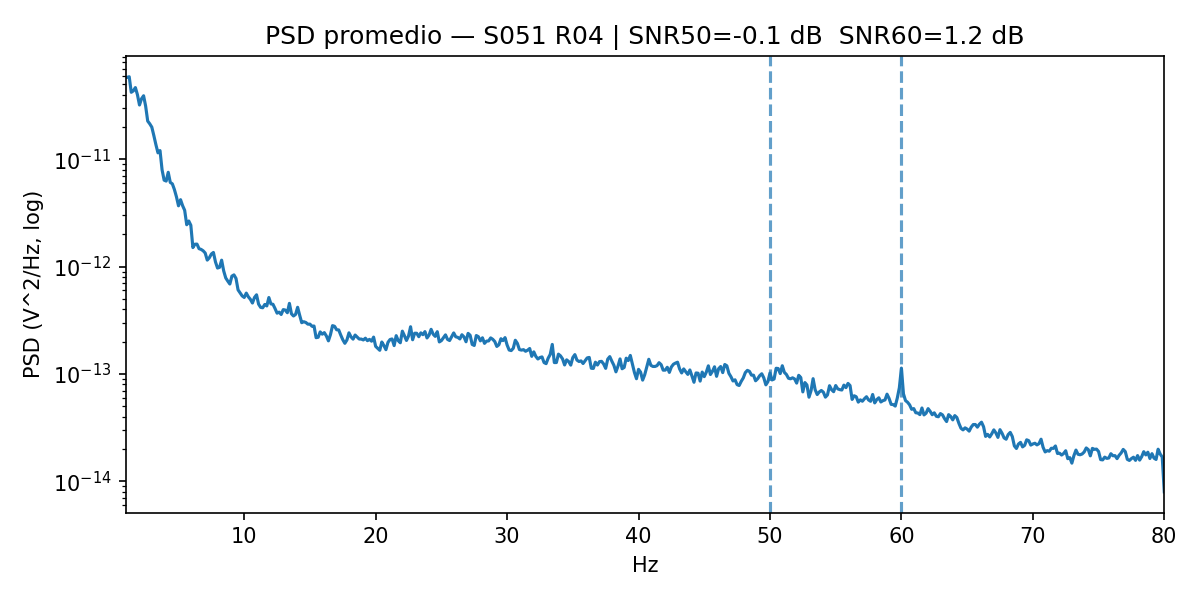 PSD promedio — S051 R04 | SNR50=-0.1 dB  SNR60=1.2 dB
PSD (V^2/Hz, log)
10⁻¹¹
10⁻¹²
10⁻¹³
10⁻¹⁴
10 20 30 40 50 60 70 80
Hz